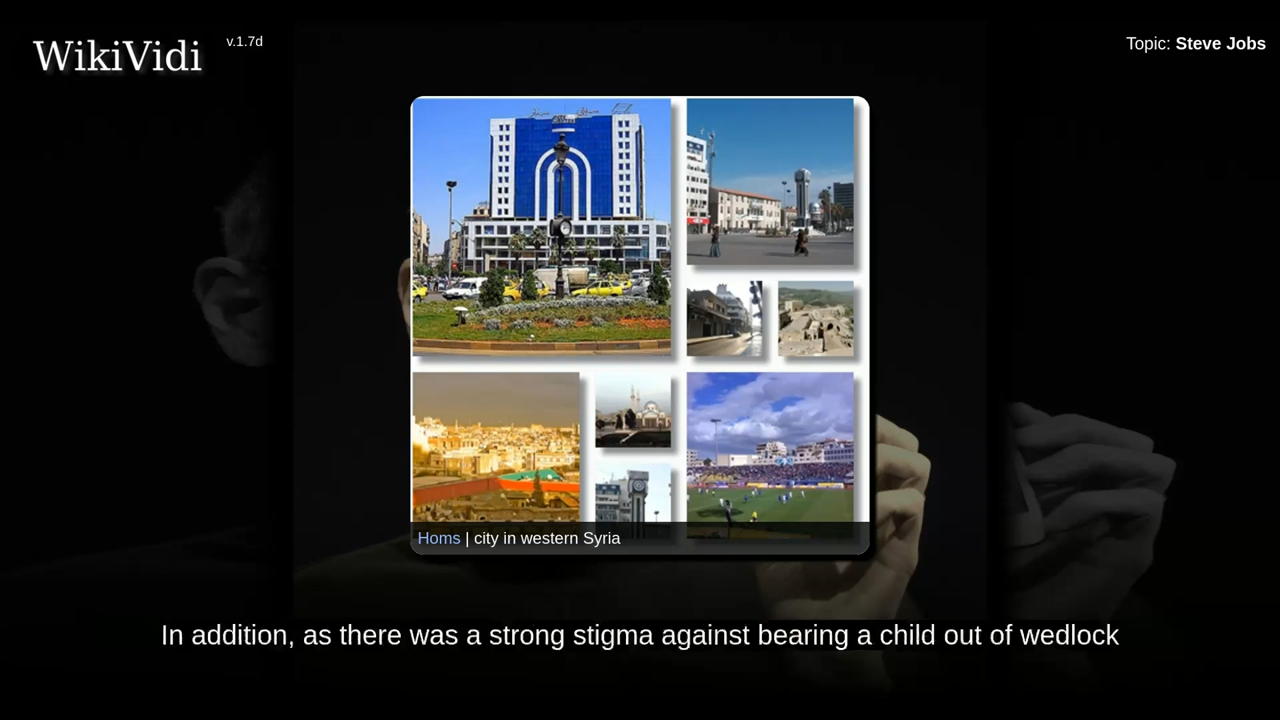 WikiVidi v.1.7d
Topic: Steve Jobs
Homs | city in western Syria
In addition, as there was a strong stigma against bearing a child out of wedlock